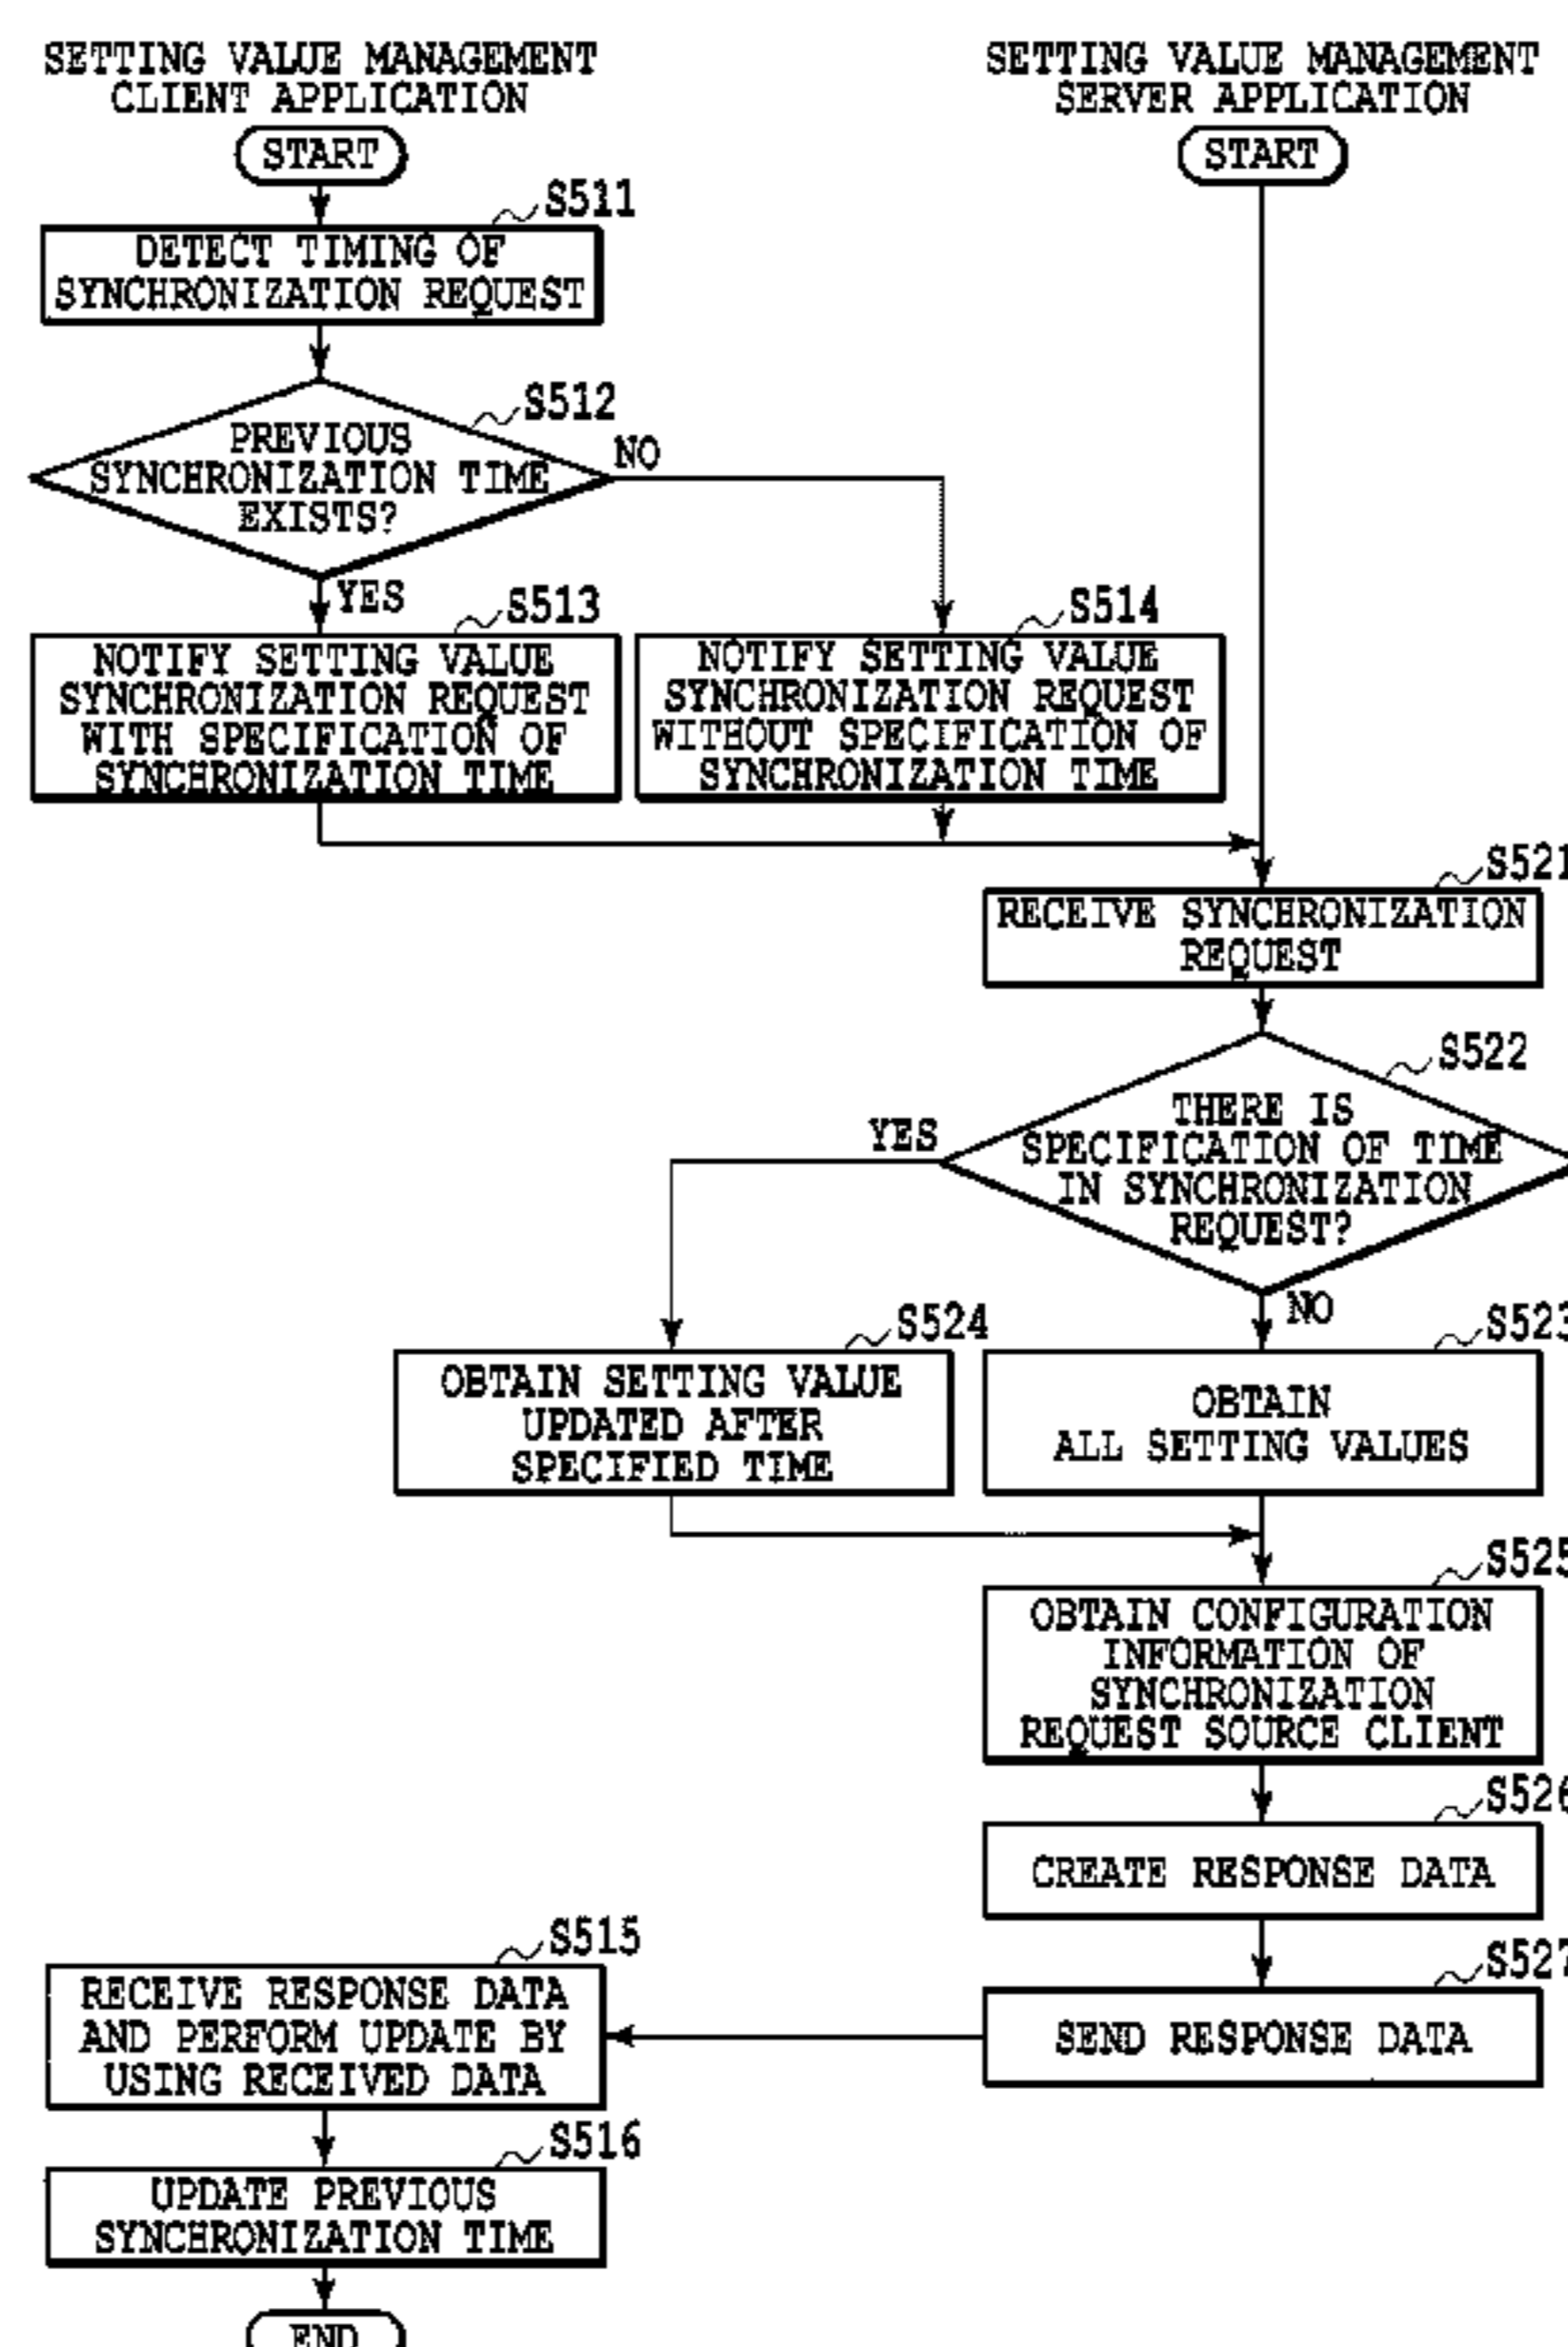 SETTING VALUE MANAGEMENT
CLIENT APPLICATION
START
S511
DETECT TIMING OF
SYNCHRONIZATION REQUEST
S512
PREVIOUS
SYNCHRONIZATION TIME
EXISTS?
NO
YES
S513
NOTIFY SETTING VALUE
SYNCHRONIZATION REQUEST
WITH SPECIFICATION OF
SYNCHRONIZATION TIME
S514
NOTIFY SETTING VALUE
SYNCHRONIZATION REQUEST
WITHOUT SPECIFICATION OF
SYNCHRONIZATION TIME
SETTING VALUE MANAGEMENT
SERVER APPLICATION
START
S521
RECEIVE SYNCHRONIZATION
REQUEST
S522
THERE IS
SPECIFICATION OF TIME
IN SYNCHRONIZATION
REQUEST?
YES
NO
S524
OBTAIN SETTING VALUE
UPDATED AFTER
SPECIFIED TIME
S523
OBTAIN
ALL SETTING VALUES
S525
OBTAIN CONFIGURATION
INFORMATION OF
SYNCHRONIZATION
REQUEST SOURCE CLIENT
S526
CREATE RESPONSE DATA
S527
SEND RESPONSE DATA
S515
RECEIVE RESPONSE DATA
AND PERFORM UPDATE BY
USING RECEIVED DATA
S516
UPDATE PREVIOUS
SYNCHRONIZATION TIME
END